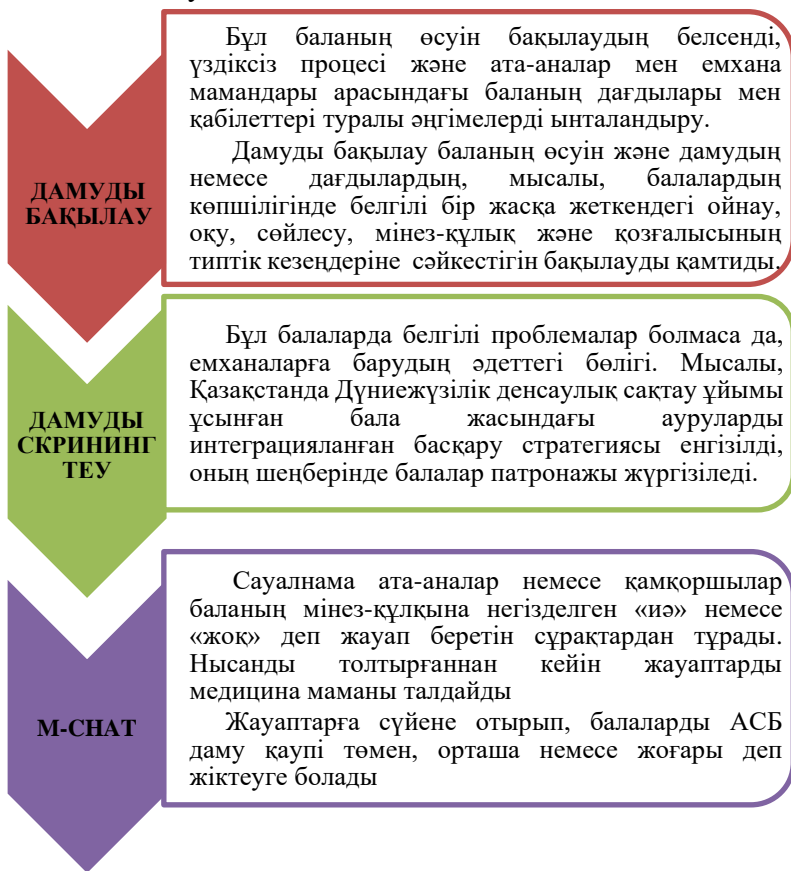 ДАМУДЫ
БАҚЫЛАУ
Бұл баланың өсуін бақылаудың белсенді,
үздіксіз процесі және ата-аналар мен емхана
мамандары арасындағы баланың дағдылары мен
қабілеттері туралы әңгімелерді ынталандыру.
Дамуды бақылау баланың өсуін және дамудың
немесе дағдылардың, мысалы, балалардың
көпшілігінде белгілі бір жасқа жеткендегі ойнау,
оқу, сөйлесу, мінез-құлық және қозғалысының
типтік кезеңдеріне сәйкестігін бақылауды қамтиды.
ДАМУДЫ
СКРИНИНГ
ТЕУ
Бұл балаларда белгілі проблемалар болмаса да,
емханаларға барудың әдеттегі бөлігі. Мысалы,
Қазақстанда Дүниежүзілік денсаулық сақтау ұйымы
ұсынған бала жасындағы ауруларды
интеграцияланған басқару стратегиясы енгізілді,
оның шеңберінде балалар патронажы жүргізіледі.
M-CHAT
Сауалнама ата-аналар немесе қамқоршылар
баланың мінез-құлқына негізделген «иә» немесе
«жоқ» деп жауап беретін сұрақтардан тұрады.
Нысанды толтырғаннан кейін жауаптарды
медицина маманы талдайды
Жауаптарға сүйене отырып, балаларды АСБ
даму қаупі төмен, орташа немесе жоғары деп
жіктеуге болады